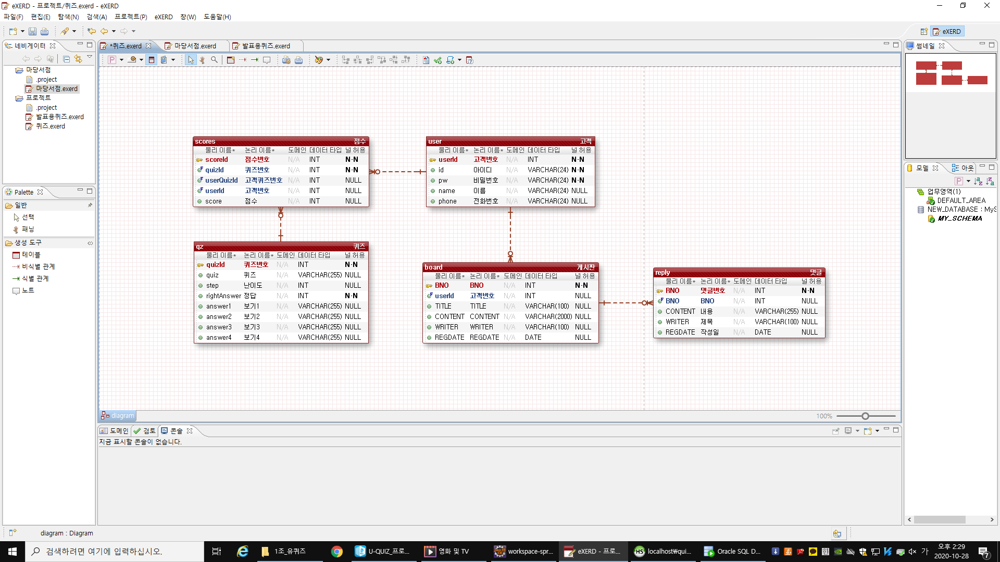 eXERD - 프로젝트/퀴즈.exerd - eXERD
파일(F) 편집(E) 탐색(N) 검색(A) 프로젝트(P) eXERD 창(W) 도움말(H)
eXERD
네비게이터
마당서점
.project
마당서점.exerd
프로젝트
.project
발표용퀴즈.exerd
퀴즈.exerd
Palette
일반
선택
패닝
생성 도구
테이블
비식별 관계
식별 관계
노트
*퀴즈.exerd 마당서점.exerd 발표용퀴즈.exerd
scores 점수
물리 이름* 논리 이름* 도메인 데이터 타입 널 허용
scoreId 점수번호 N/A INT N-N
quizId 퀴즈번호 N/A INT N-N
userQuizId 고객퀴즈번호 N/A INT NULL
userId 고객번호 N/A INT NULL
score 점수 N/A INT NULL
user 고객
물리 이름* 논리 이름* 도메인 데이터 타입 널 허용
userId 고객번호 N/A INT N-N
id 아이디 N/A VARCHAR(24) N-N
pw 비밀번호 N/A VARCHAR(24) N-N
name 이름 N/A VARCHAR(24) NULL
phone 전화번호 N/A VARCHAR(24) NULL
qz 퀴즈
물리 이름* 논리 이름* 도메인 데이터 타입 널 허용
quizId 퀴즈번호 N/A INT N-N
quiz 퀴즈 N/A VARCHAR(255) NULL
step 난이도 N/A INT NULL
rightAnswer 정답 N/A INT N-N
answer1 보기1 N/A VARCHAR(255) NULL
answer2 보기2 N/A VARCHAR(255) NULL
answer3 보기3 N/A VARCHAR(255) NULL
answer4 보기4 N/A VARCHAR(255) NULL
board 게시판
물리 이름* 논리 이름* 도메인 데이터 타입 널 허용
BNO BNO N/A INT N-N
userId 고객번호 N/A INT NULL
TITLE TITLE N/A VARCHAR(100) NULL
CONTENT CONTENT N/A VARCHAR(2000) NULL
WRITER WRITER N/A VARCHAR(100) NULL
REGDATE REGDATE N/A DATE NULL
reply 댓글
물리 이름* 논리 이름* 도메인 데이터 타입 널 허용
RNO 댓글번호 N/A INT N-N
BNO BNO N/A INT NULL
CONTENT 내용 N/A VARCHAR(255) NULL
WRITER 제목 N/A VARCHAR(100) NULL
REGDATE 작성일 N/A DATE NULL
diagram
100%
도메인 검토 콘솔
지금 표시할 콘솔이 없습니다.
썸네일
모델 아웃
업무영역(1)
DEFAULT_AREA
NEW_DATABASE : MyS
MY_SCHEMA
diagram : Diagram
검색하려면 여기에 입력하십시오.
1조_유퀴즈
U-QUIZ_프로...
영화 및 TV
workspace-spr...
eXERD - 프로...
localhost\qui...
Oracle SQL D...
가
오후 2:29
2020-10-28
7